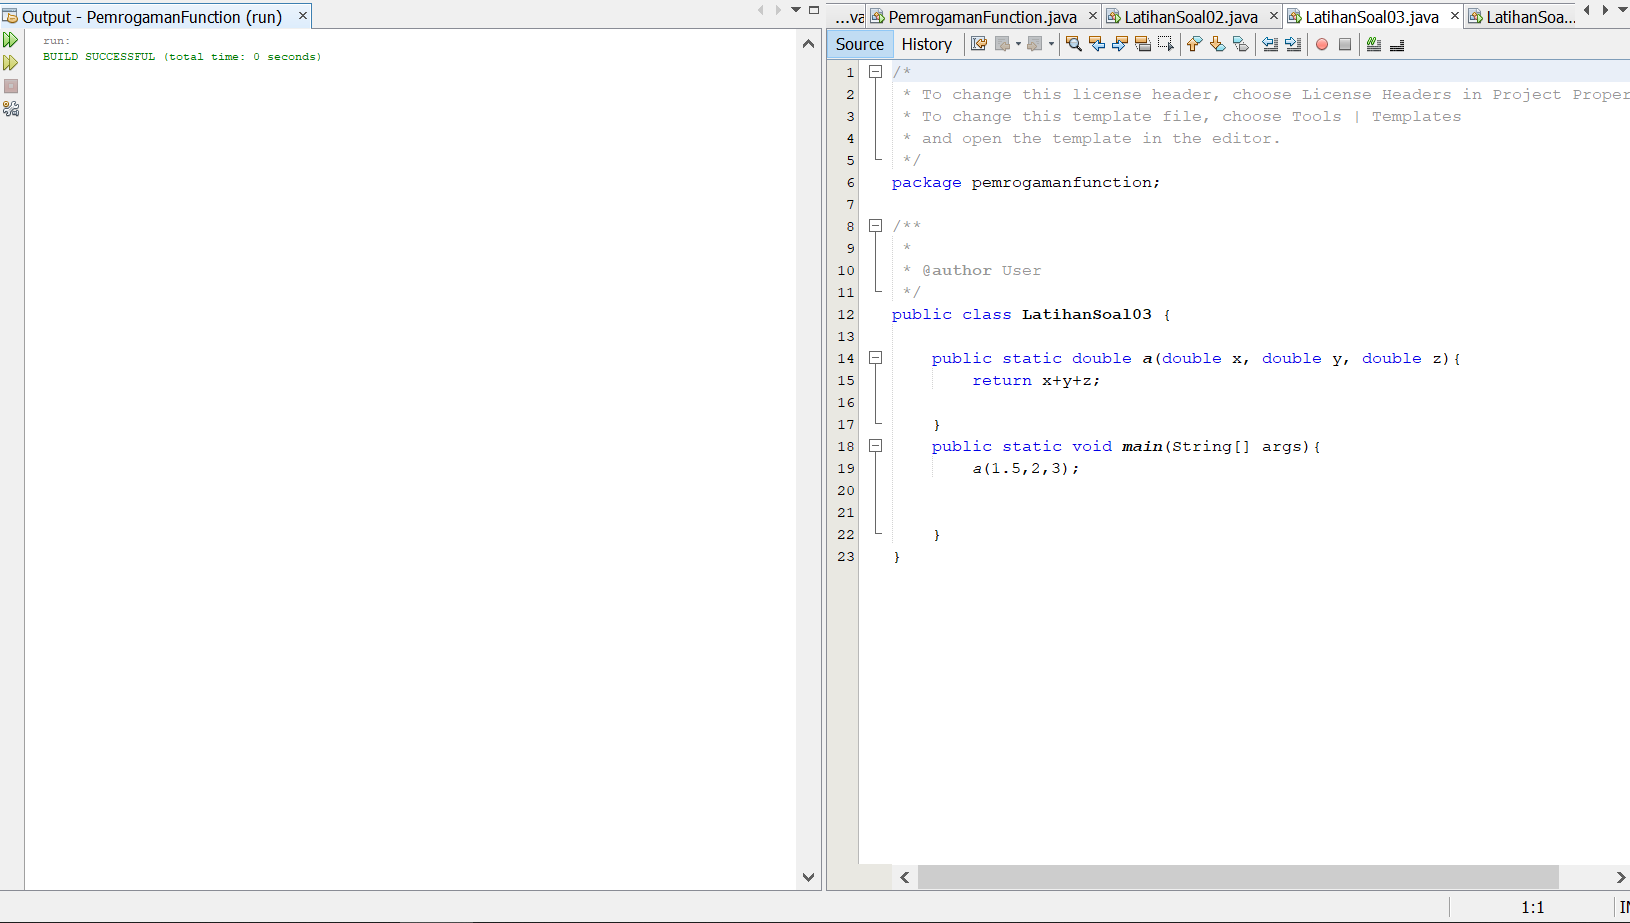 Output - PemrogamanFunction (run) ×
run:
BUILD SUCCESSFUL (total time: 0 seconds)
...va PemrogamanFunction.java × LatihanSoal02.java × LatihanSoal03.java × LatihanSoa...
Source History
1 /*
2 * To change this license header, choose License Headers in Project Proper
3 * To change this template file, choose Tools | Templates
4 * and open the template in the editor.
5 */
6 package pemrogamanfunction;
7
8 /**
9 *
10 * @author User
11 */
12 public class LatihanSoal03 {
13
14 public static double a(double x, double y, double z){
15 return x+y+z;
16
17 }
18 public static void main(String[] args){
19 a(1.5,2,3);
20
21
22 }
23 }
1:1 IN